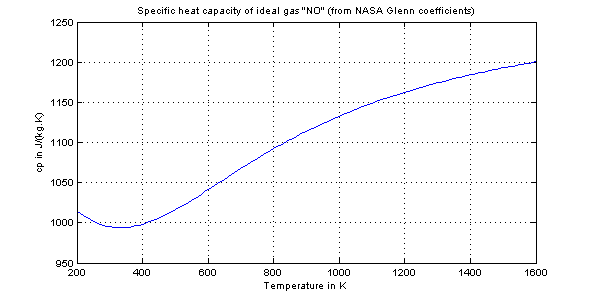 Specific heat capacity of ideal gas "NO" (from NASA Glenn coefficients)
1250
1200
1150
1100
1050
1000
950
cp in J/(kg.K)
200 400 600 800 1000 1200 1400 1600
Temperature in K